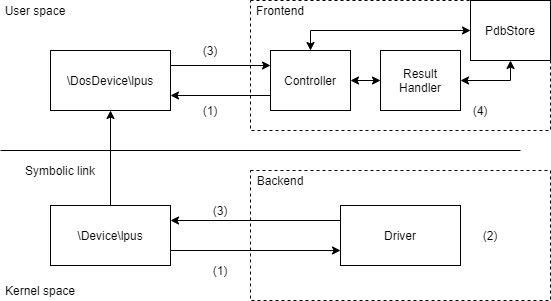 User space
Frontend
PdbStore
(3)
\DosDevice\lpus
Controller
Result
Handler
(1)
(4)
Symbolic link
Backend
(3)
\Device\lpus
Driver
(2)
(1)
Kernel space